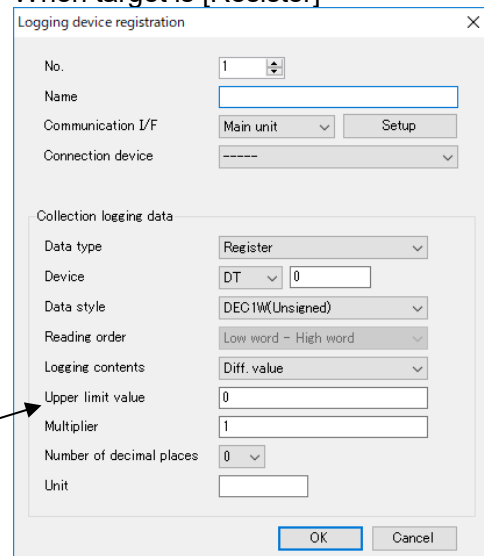 When target is [Resister]
Logging device registration
No. 1
Name
Communication I/F Main unit Setup
Connection device -----
Collection logging data
Data type Register
Device DT 0
Data style DEC1W(Unsigned)
Reading order Low word - High word
Logging contents Diff. value
Upper limit value 0
Multiplier 1
Number of decimal places 0
Unit
OK Cancel